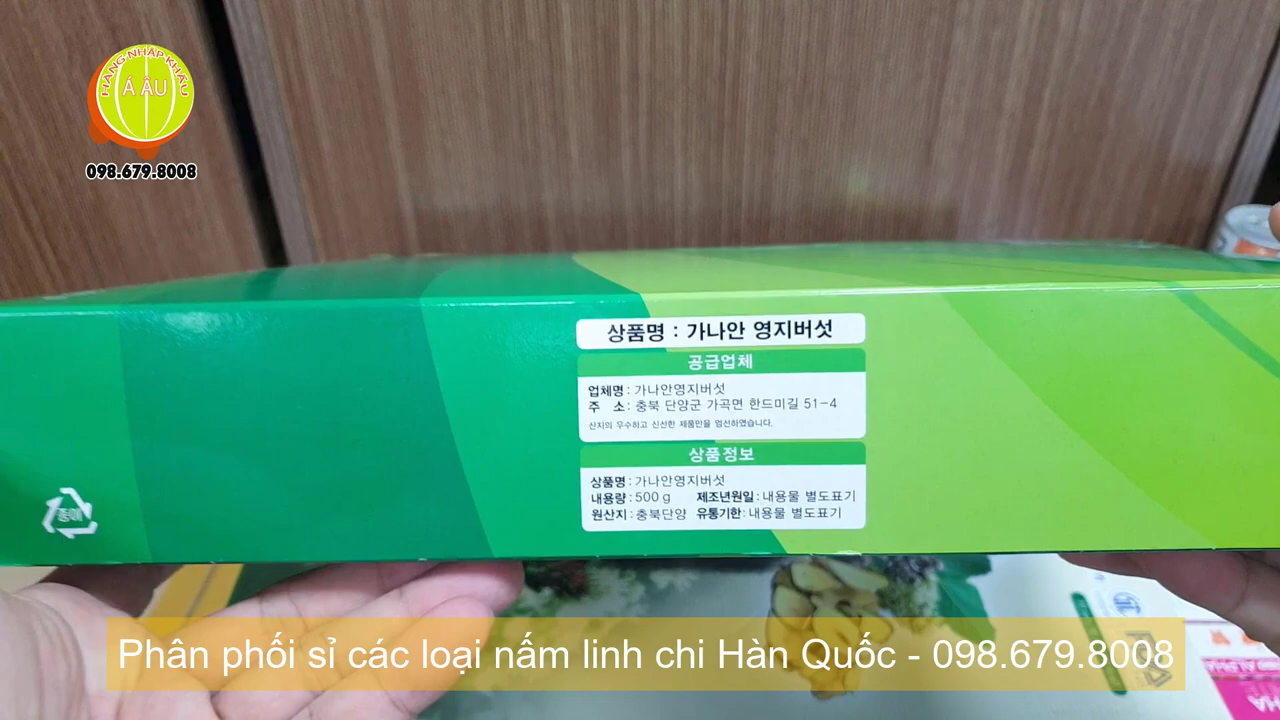 HÀNG NHẬP KHẨU
Á ÂU
098.679.8008
상품명 : 가나안 영지버섯
공급업체
업체명 : 가나안영지버섯
주 소 : 충북 단양군 가곡면 한드미길 51-4
산지의 우수하고 신선한 제품만을 엄선하였습니다.
상품정보
상품명 : 가나안영지버섯
내용량 : 500 g 제조년원일 : 내용물 별도표기
원산지 : 충북단양 유통기한 : 내용물 별도표기
종이
Phân phối sỉ các loại nấm linh chi Hàn Quốc - 098.679.8008